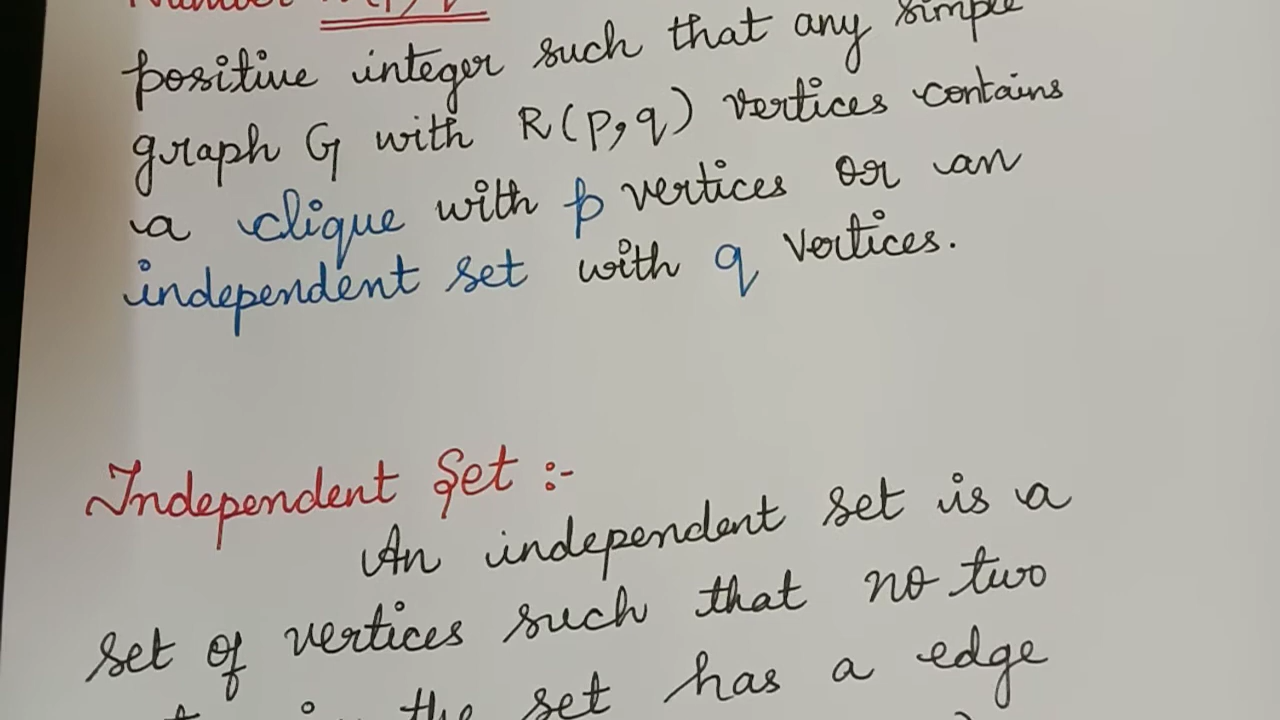 Number R(p,q)
positive integer such that any simple
graph G with R(p,q) vertices contains
a clique with p vertices or an
independent set with q vertices.
Independent Set :-
An independent set is a
set of vertices such that no two
the set has a edge